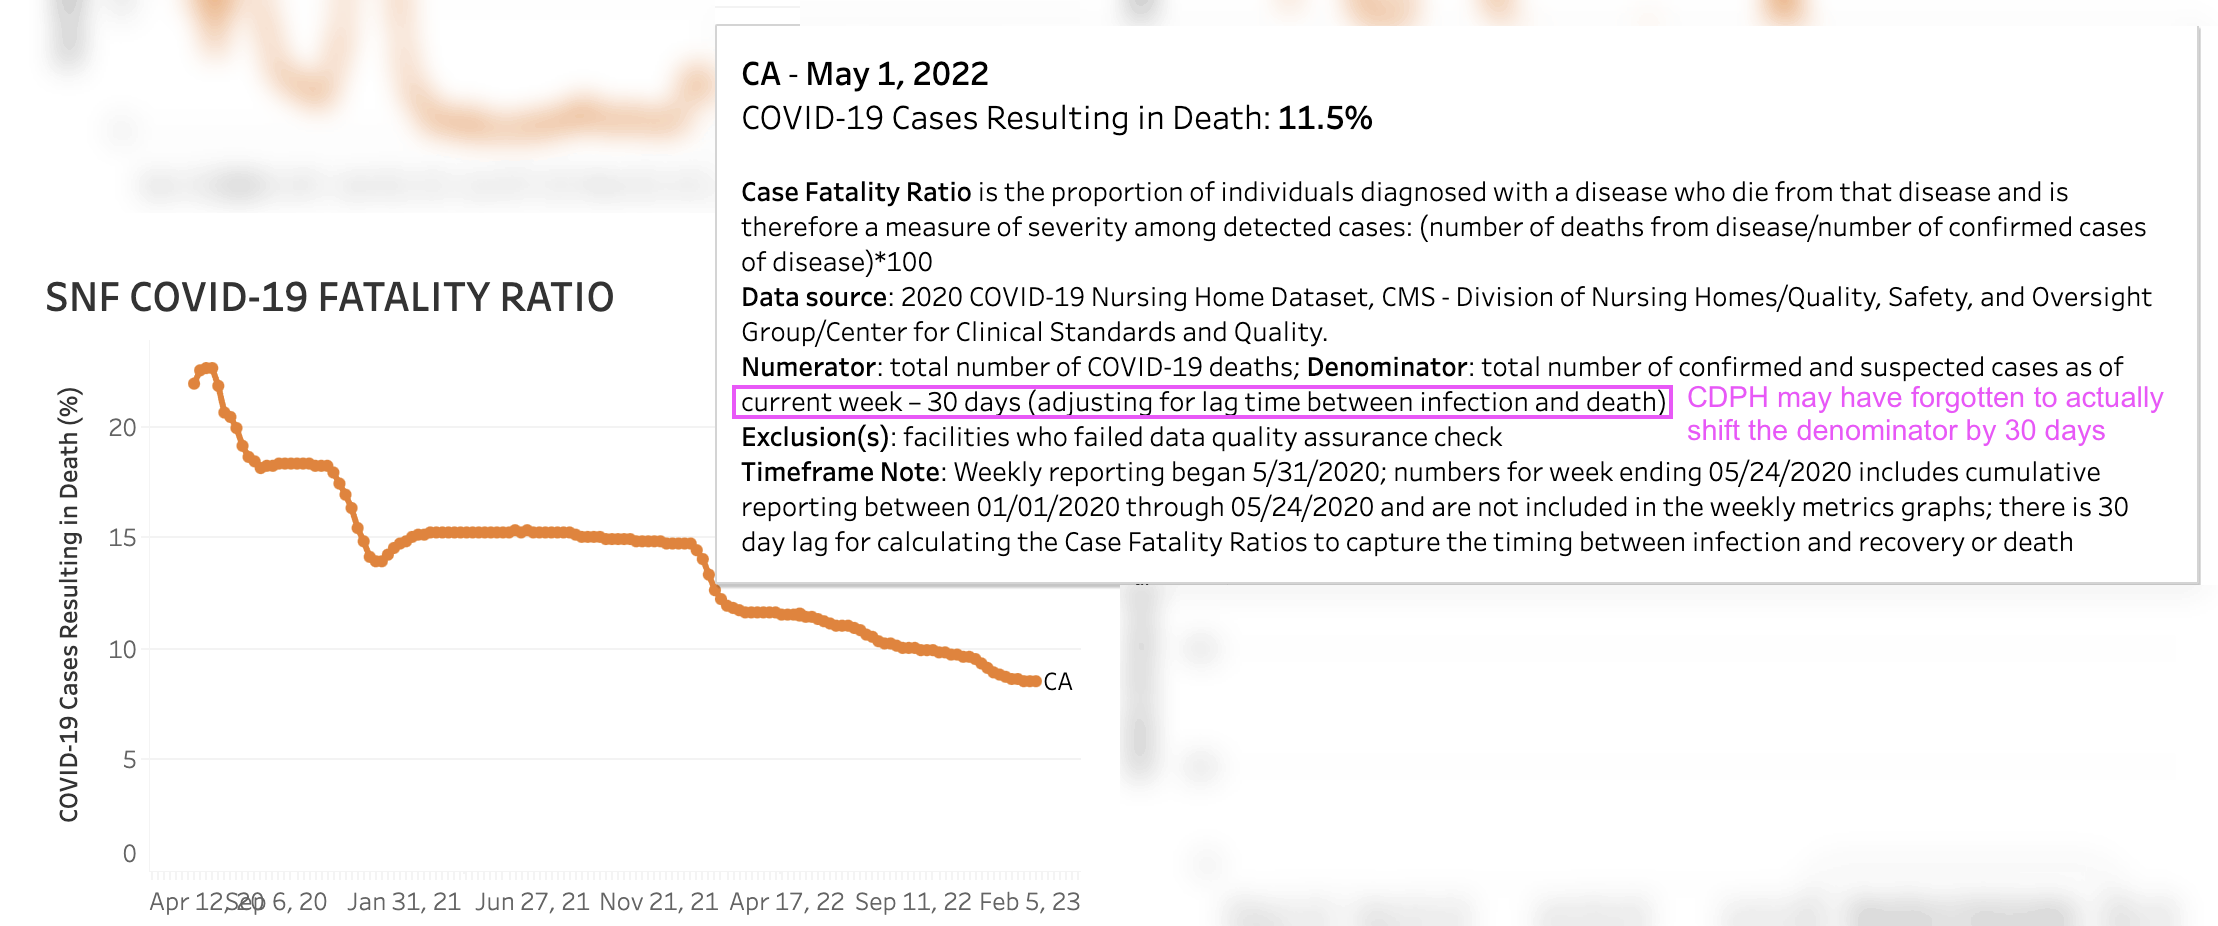 CA - May 1, 2022
COVID-19 Cases Resulting in Death: 11.5%
Case Fatality Ratio is the proportion of individuals diagnosed with a disease who die from that disease and is
therefore a measure of severity among detected cases: (number of deaths from disease/number of confirmed cases
of disease)*100
Data source: 2020 COVID-19 Nursing Home Dataset, CMS - Division of Nursing Homes/Quality, Safety, and Oversight
Group/Center for Clinical Standards and Quality.
Numerator: total number of COVID-19 deaths; Denominator: total number of confirmed and suspected cases as of
current week – 30 days (adjusting for lag time between infection and death)
CDPH may have forgotten to actually
shift the denominator by 30 days
Exclusion(s): facilities who failed data quality assurance check
Timeframe Note: Weekly reporting began 5/31/2020; numbers for week ending 05/24/2020 includes cumulative
reporting between 01/01/2020 through 05/24/2020 and are not included in the weekly metrics graphs; there is 30
day lag for calculating the Case Fatality Ratios to capture the timing between infection and recovery or death
SNF COVID-19 FATALITY RATIO
COVID-19 Cases Resulting in Death (%)
20
15
10
5
0
CA
Apr 12, 20 Sep 6, 20 Jan 31, 21 Jun 27, 21 Nov 21, 21 Apr 17, 22 Sep 11, 22 Feb 5, 23